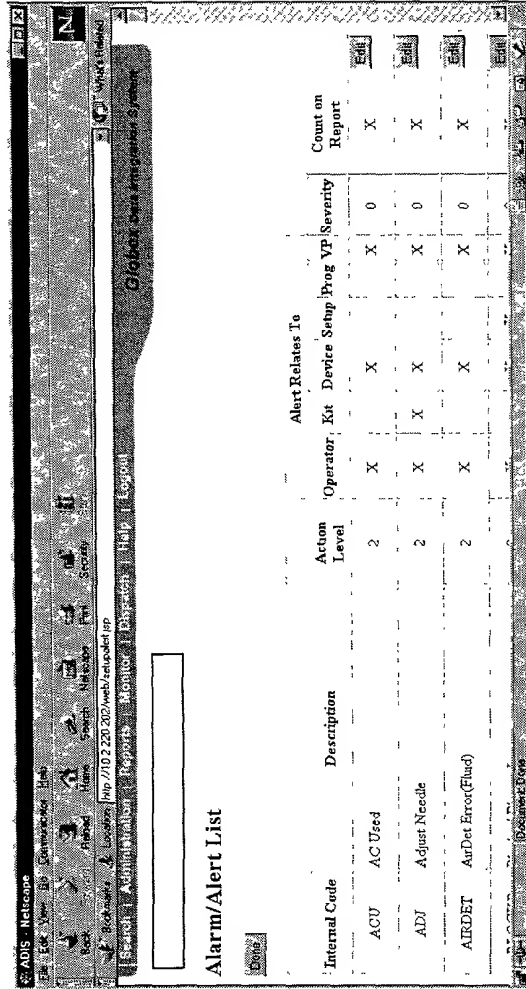 ADIS - Netscape
File Edit View Go Communicator Help
Back Reload Home Search Netscape Print Security
Bookmarks Location http://10.2.220.202/web/setupalert.jsp What's Related
Search | Administration | Reports | Monitor | Dispatch | Help | Logout
Data Integration System
Alarm/Alert List
Done
Alert Relates To
Internal Code Description Action Level Operator Kit Device Setup Prog VP Severity Count on Report
ACU AC Used 2 X X X 0 X Edit
ADJ Adjust Needle 2 X X X X 0 X Edit
AIRDET AirDet Error(Fluid) 2 X X X 0 X Edit
Edit
Document: Done